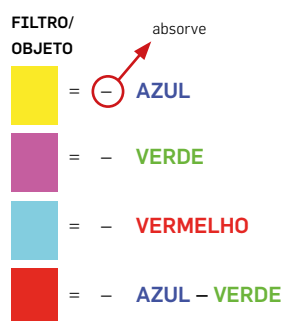 FILTRO/
OBJETO
absorve
= – AZUL
= – VERDE
= – VERMELHO
= – AZUL – VERDE